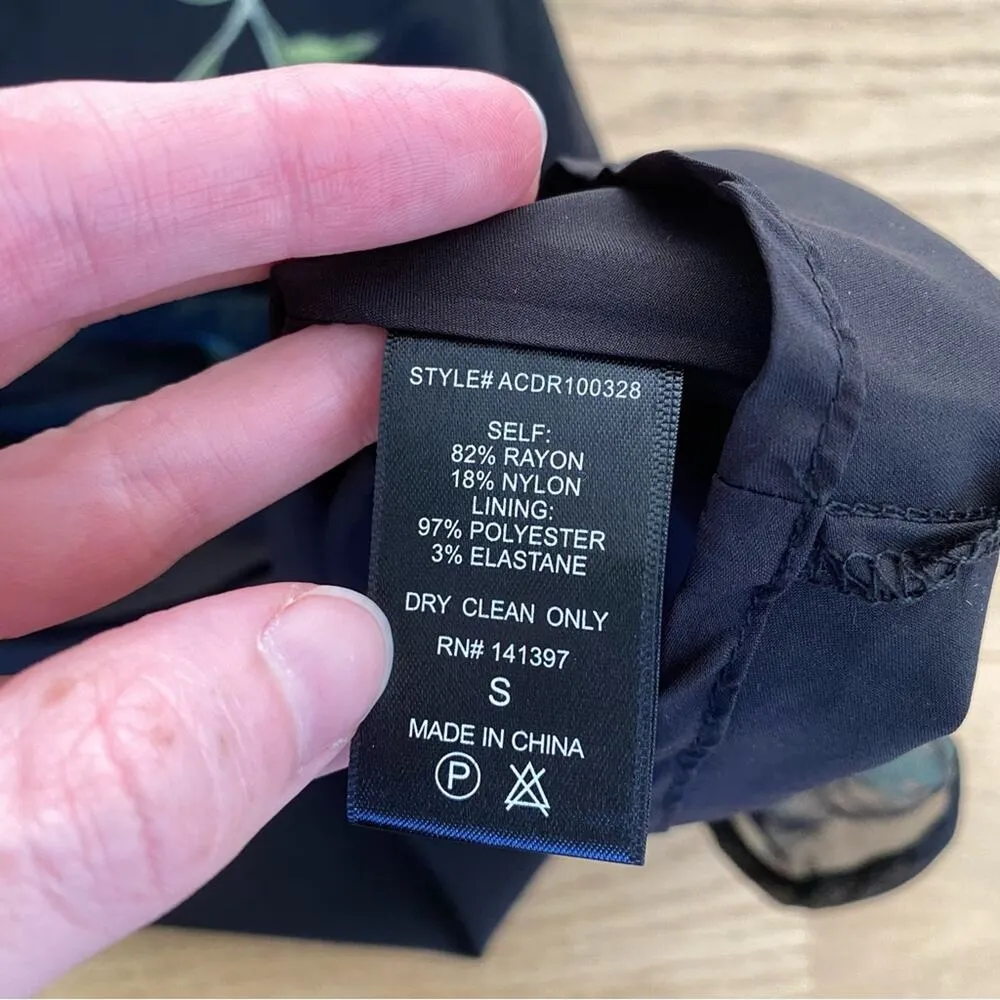 STYLE# ACDR100328
SELF:
82% RAYON
18% NYLON
LINING:
97% POLYESTER
3% ELASTANE
DRY CLEAN ONLY
RN# 141397
S
MADE IN CHINA
P